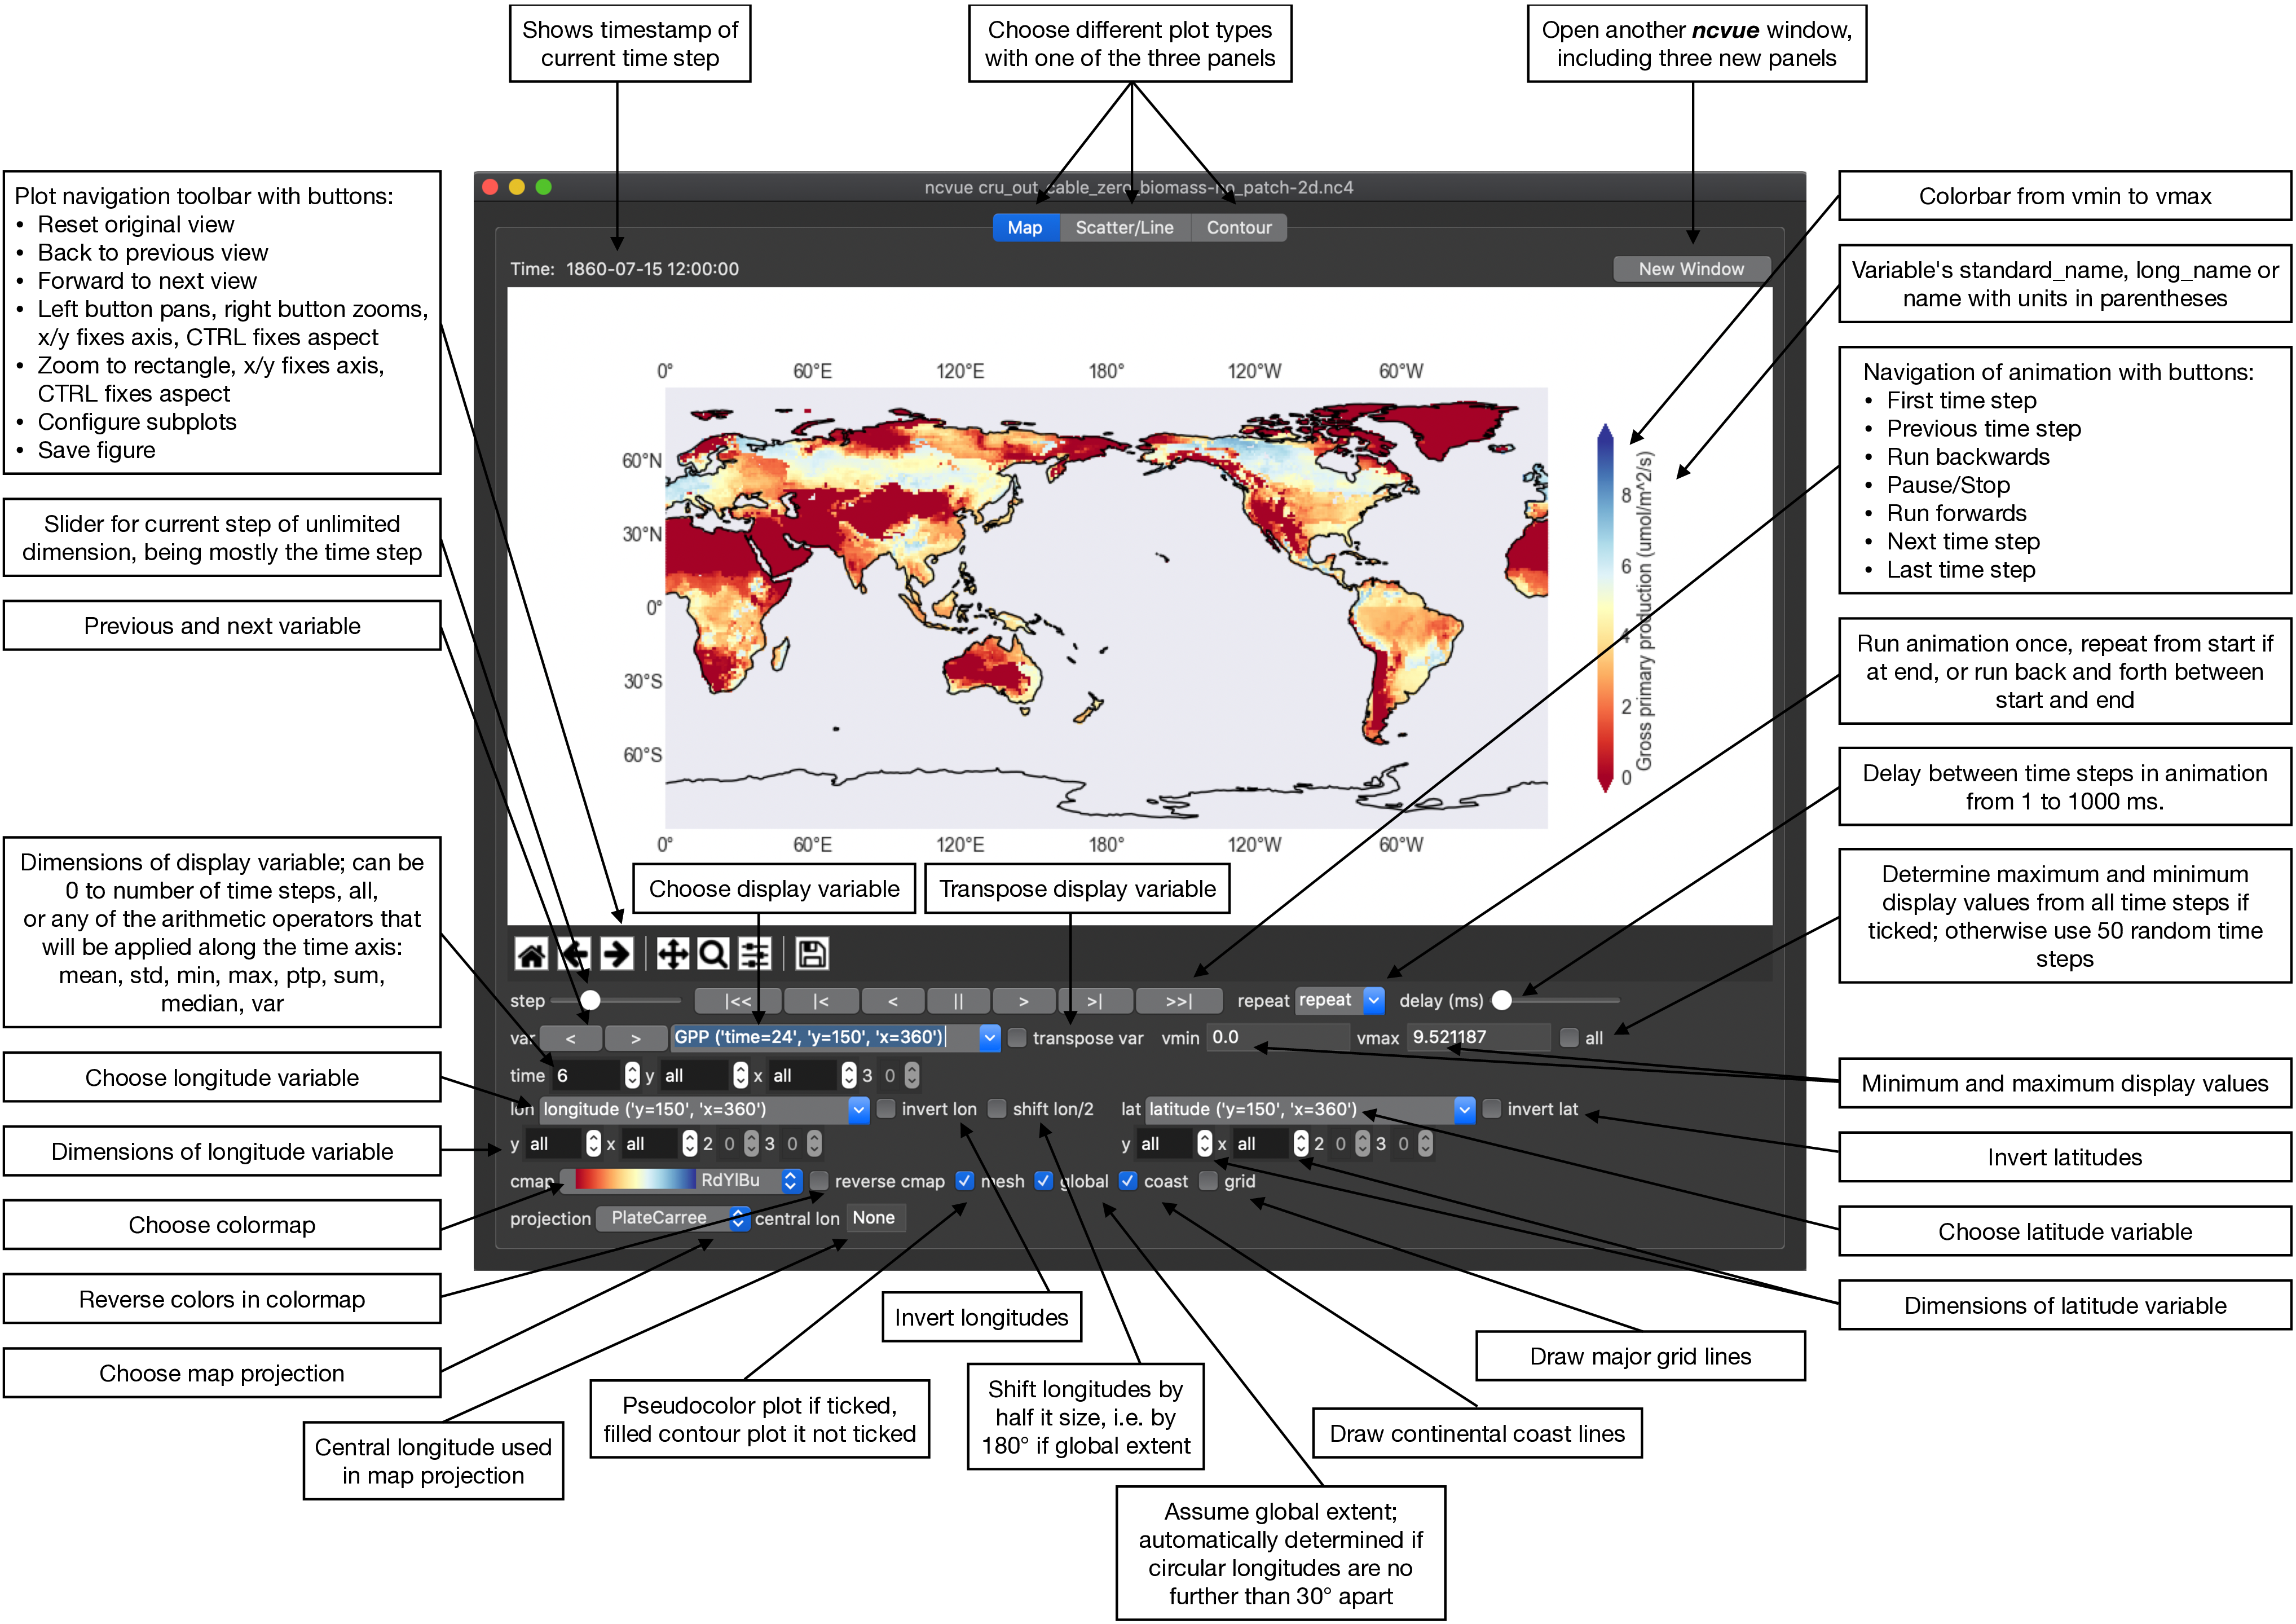 Shows timestamp of
current time step
Choose different plot types
with one of the three panels
Open another ncvue window,
including three new panels
Plot navigation toolbar with buttons:
• Reset original view
• Back to previous view
• Forward to next view
• Left button pans, right button zooms,
x/y fixes axis, CTRL fixes aspect
• Zoom to rectangle, x/y fixes axis,
CTRL fixes aspect
• Configure subplots
• Save figure
Slider for current step of unlimited
dimension, being mostly the time step
Previous and next variable
Dimensions of display variable; can be
0 to number of time steps, all,
or any of the arithmetic operators that
will be applied along the time axis:
mean, std, min, max, ptp, sum,
median, var
Choose longitude variable
Dimensions of longitude variable
Choose colormap
Reverse colors in colormap
Choose map projection
ncvue cru_out_cable_zero_biomass-no_patch-2d.nc4
Map Scatter/Line Contour
Time: 1860-07-15 12:00:00 New Window
0° 60°E 120°E 180° 120°W 60°W
60°N
30°N
0°
30°S
60°S
0° 60°E 120°E 180° 120°W 60°W
8
6
4
2
0
Gross primary production (umol/m^2/s)
Choose display variable
Transpose display variable
step |<< |< < || > >| >>| repeat repeat delay (ms)
var < > GPP ('time=24', 'y=150', 'x=360') transpose var vmin 0.0 vmax 9.521187 all
time 6 y all x all 3 0
lon longitude ('y=150', 'x=360') invert lon shift lon/2 lat latitude ('y=150', 'x=360') invert lat
y all x all 2 0 3 0 y all x all 2 0 3 0
cmap RdYlBu reverse cmap mesh global coast grid
projection PlateCarree central lon None
Colorbar from vmin to vmax
Variable's standard_name, long_name or
name with units in parentheses
Navigation of animation with buttons:
• First time step
• Previous time step
• Run backwards
• Pause/Stop
• Run forwards
• Next time step
• Last time step
Run animation once, repeat from start if
at end, or run back and forth between
start and end
Delay between time steps in animation
from 1 to 1000 ms.
Determine maximum and minimum
display values from all time steps if
ticked; otherwise use 50 random time
steps
Minimum and maximum display values
Invert latitudes
Choose latitude variable
Dimensions of latitude variable
Central longitude used
in map projection
Pseudocolor plot if ticked,
filled contour plot it not ticked
Invert longitudes
Shift longitudes by
half it size, i.e. by
180° if global extent
Assume global extent;
automatically determined if
circular longitudes are no
further than 30° apart
Draw continental coast lines
Draw major grid lines